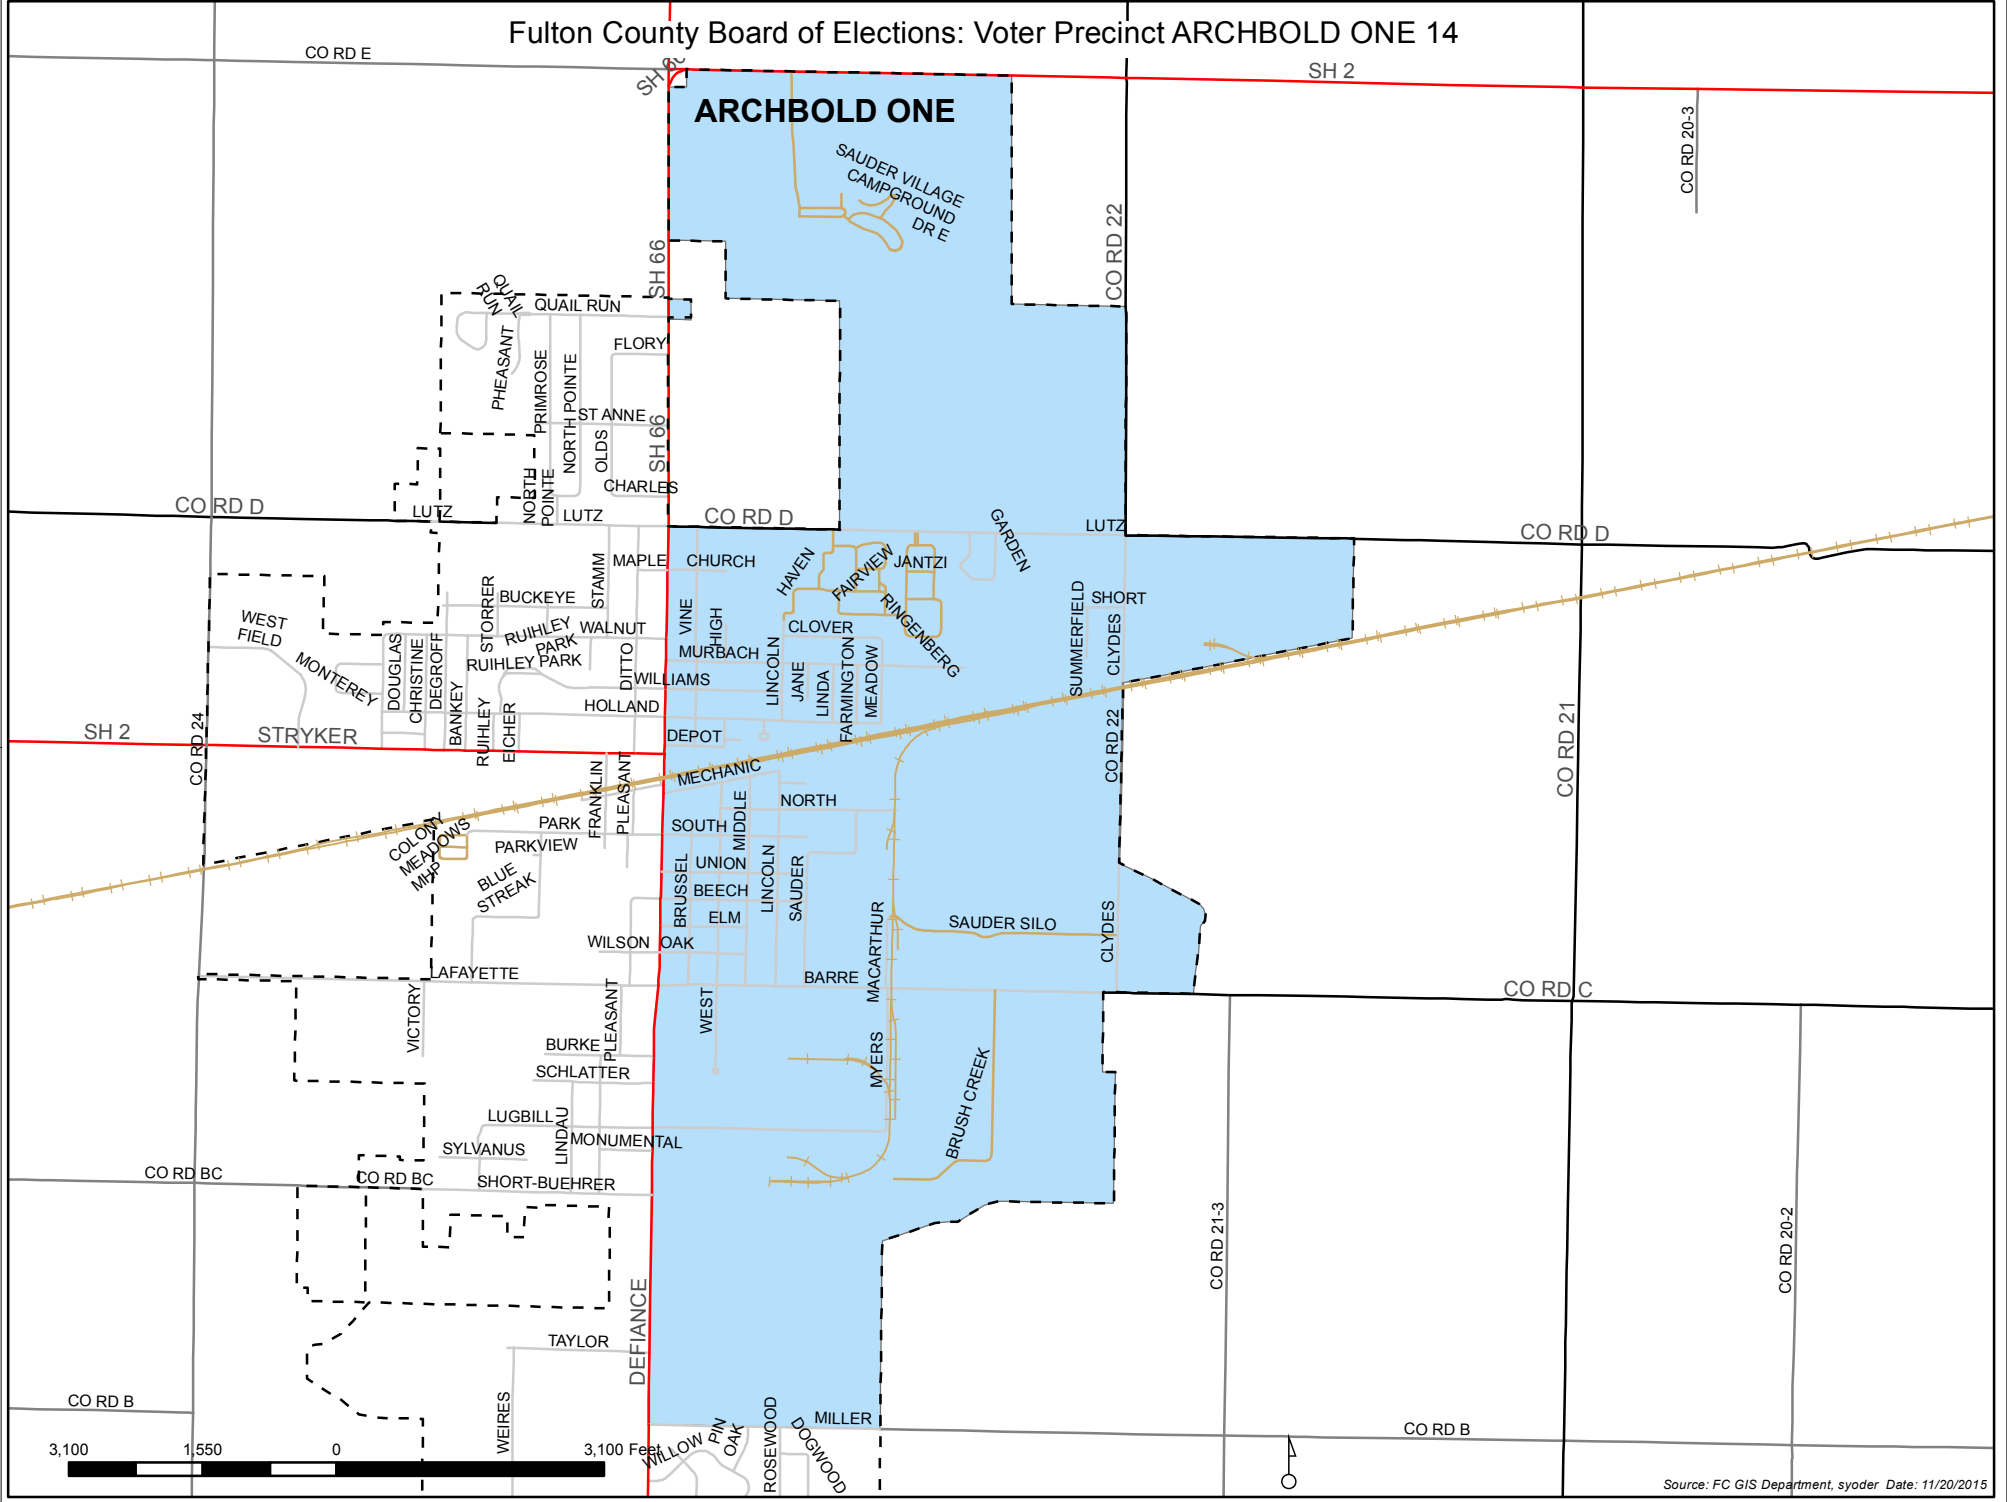 Fulton County Board of Elections: Voter Precinct ARCHBOLD ONE 14
CO RD E
SH 66
SH 2
ARCHBOLD ONE
CO RD 20-3
SAUDER VILLAGE
CAMPGROUND
DR E
CO RD 22
SH 66
QUAIL
RUN
QUAIL RUN
PHEASANT
FLORY
PRIMROSE
NORTH POINTE
ST ANNE
OLDS
SH 66
NORTH
POINTE
CHARLES
CO RD D
LUTZ
LUTZ
CO RD D
GARDEN
LUTZ
CO RD D
MAPLE
CHURCH
HAVEN
FAIRVIEW
JANTZI
STAMM
STORRER
BUCKEYE
RINGENBERG
SUMMERFIELD
SHORT
VINE
HIGH
CLOVER
WEST
FIELD
RUIHLEY
PARK
WALNUT
CLYDES
MONTEREY
DOUGLAS
CHRISTINE
DEGROFF
RUIHLEY PARK
DITTO
MURBACH
WILLIAMS
LINCOLN
JANE
LINDA
FARMINGTON
MEADOW
BANKEY
RUIHLEY
EICHER
HOLLAND
CO RD 24
SH 2
STRYKER
DEPOT
CO RD 22
CO RD 21
FRANKLIN
PLEASANT
MECHANIC
NORTH
MIDDLE
COLONY
MEADOWS
MHP
PARK
PARKVIEW
SOUTH
BLUE
STREAK
UNION
BEECH
BRUSSEL
LINCOLN
SAUDER
ELM
WILSON
OAK
MACARTHUR
SAUDER SILO
CLYDES
LAFAYETTE
BARRE
CO RD C
VICTORY
PLEASANT
WEST
BURKE
SCHLATTER
MYERS
BRUSH CREEK
LUGBILL
LINDAU
MONUMENTAL
SYLVANUS
CO RD BC
CO RD BC
SHORT-BUEHRER
CO RD 21-3
CO RD 20-2
DEFIANCE
TAYLOR
WEIRES
CO RD B
MILLER
WILLOW
PIN
OAK
ROSEWOOD
DOGWOOD
CO RD B
3,100 1,550 0 3,100 Feet
Source: FC GIS Department, syoder Date: 11/20/2015